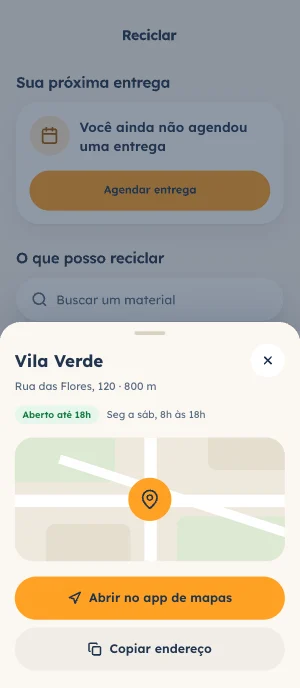 Reciclar
Sua próxima entrega
Você ainda não agendou
uma entrega
Agendar entrega
O que posso reciclar
Buscar um material
Vila Verde
Rua das Flores, 120 · 800 m
Aberto até 18h
Seg a sáb, 8h às 18h
Abrir no app de mapas
Copiar endereço